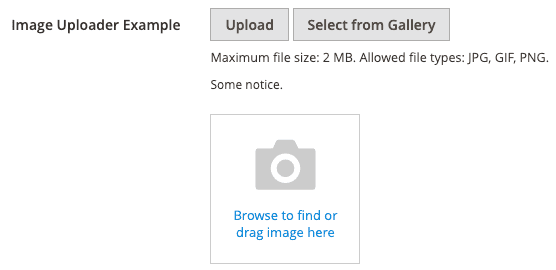 Image Uploader Example
Upload
Select from Gallery
Maximum file size: 2 MB. Allowed file types: JPG, GIF, PNG.
Some notice.
Browse to find or
drag image here